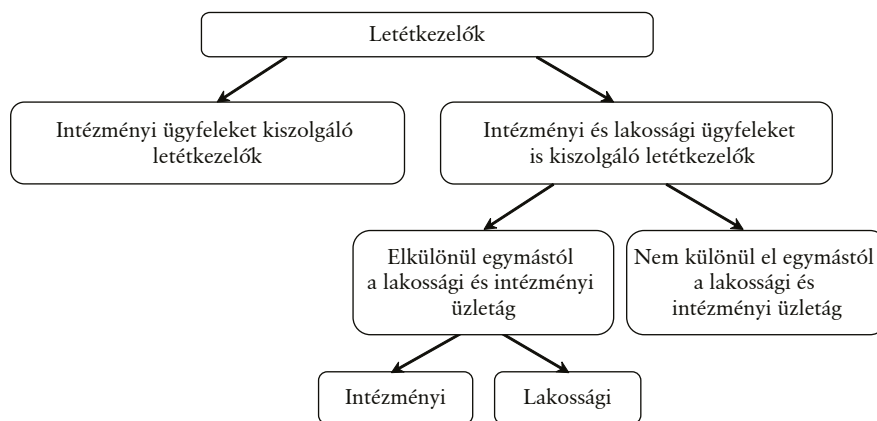 Letétkezelők
Intézményi ügyfeleket kiszolgáló
letétkezelők
Intézményi és lakossági ügyfeleket
is kiszolgáló letétkezelők
Elkülönül egymástól
a lakossági és intézményi
üzletág
Nem különül el egymástól
a lakossági és
intézményi üzletág
Intézményi
Lakossági